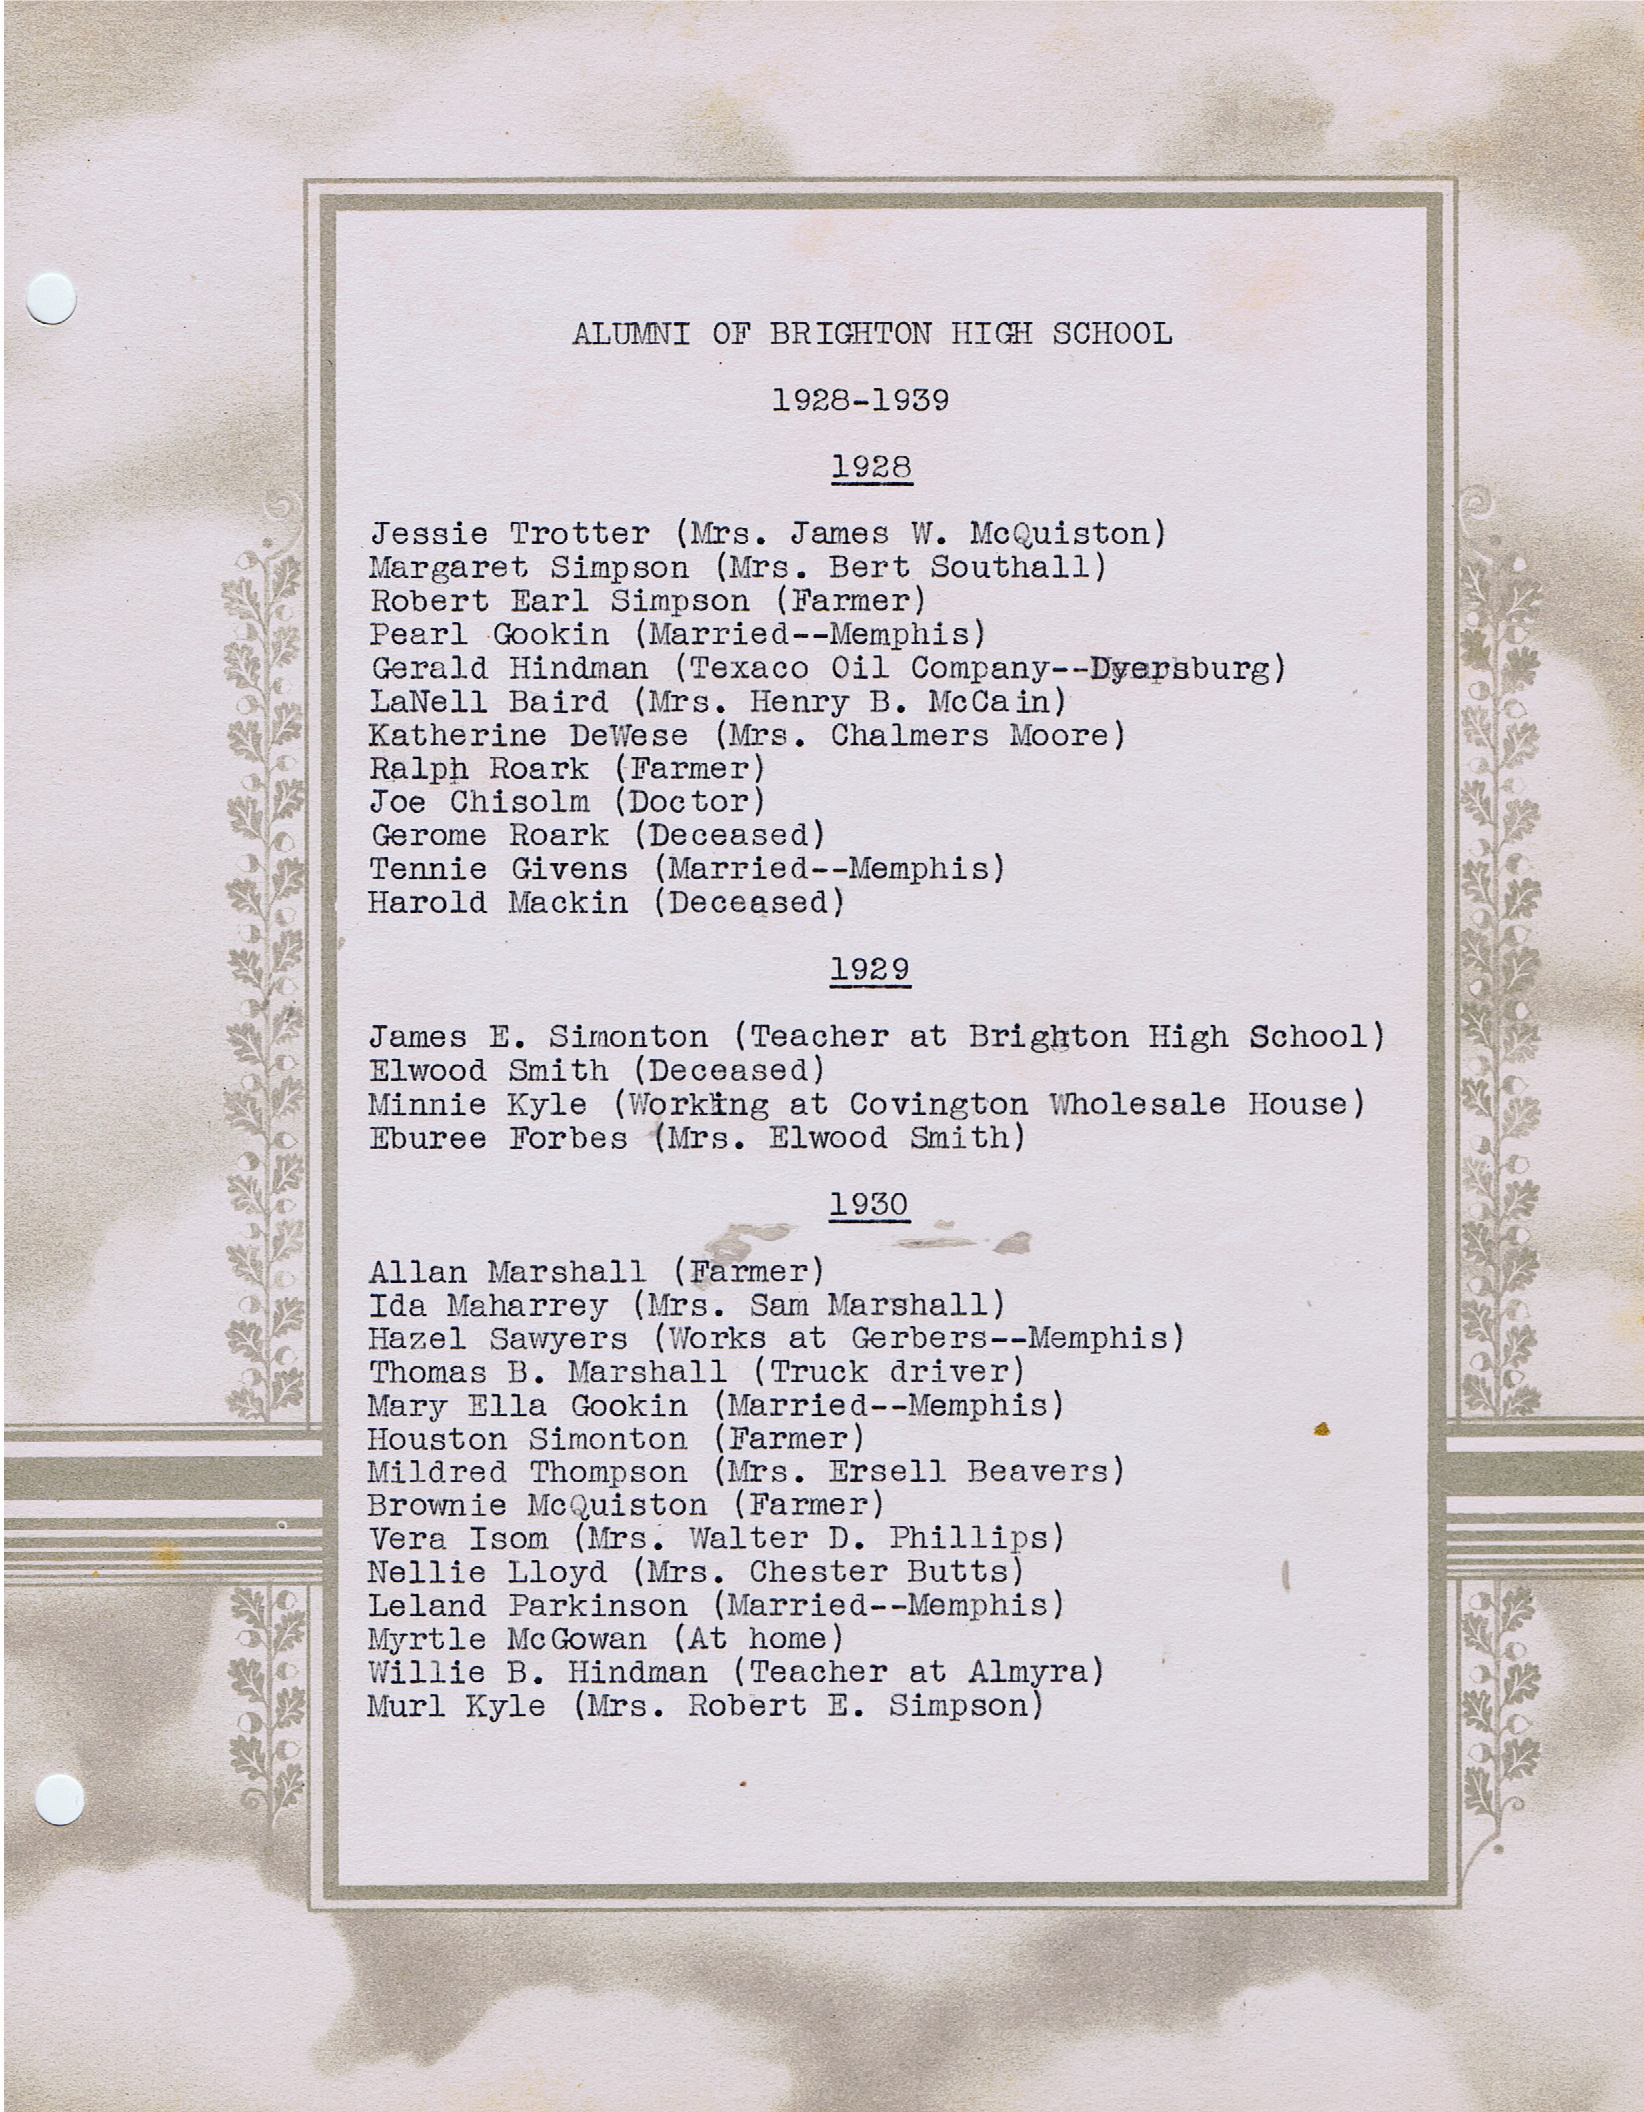 ALUMNI OF BRIGHTON HIGH SCHOOL
1928-1939
1928
Jessie Trotter (Mrs. James W. McQuiston)
Margaret Simpson (Mrs. Bert Southall)
Robert Earl Simpson (Farmer)
Pearl Gookin (Married--Memphis)
Gerald Hindman (Texaco Oil Company--Dyersburg)
LaNell Baird (Mrs. Henry B. McCain)
Katherine DeWese (Mrs. Chalmers Moore)
Ralph Roark (Farmer)
Joe Chisolm (Doctor)
Gerome Roark (Deceased)
Tennie Givens (Married--Memphis)
Harold Mackin (Deceased)
1929
James E. Simonton (Teacher at Brighton High School)
Elwood Smith (Deceased)
Minnie Kyle (Working at Covington Wholesale House)
Eburee Forbes (Mrs. Elwood Smith)
1930
Allan Marshall (Farmer)
Ida Maharrey (Mrs. Sam Marshall)
Hazel Sawyers (Works at Gerbers--Memphis)
Thomas B. Marshall (Truck driver)
Mary Ella Gookin (Married--Memphis)
Houston Simonton (Farmer)
Mildred Thompson (Mrs. Ersell Beavers)
Brownie McQuiston (Farmer)
Vera Isom (Mrs. Walter D. Phillips)
Nellie Lloyd (Mrs. Chester Butts)
Leland Parkinson (Married--Memphis)
Myrtle McGowan (At home)
Willie B. Hindman (Teacher at Almyra)
Murl Kyle (Mrs. Robert E. Simpson)